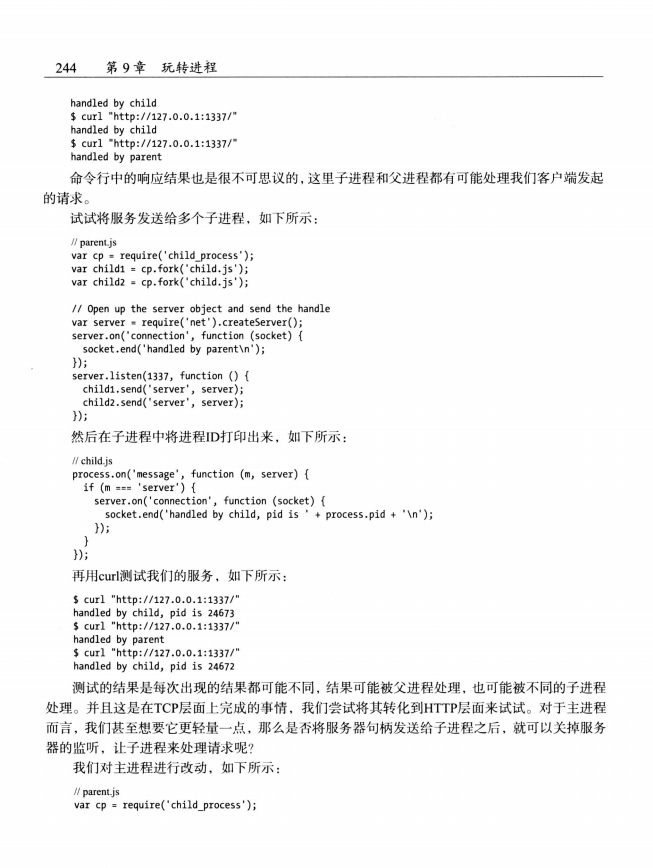 244 第 9 章 玩转进程
handled by child
$ curl "http://127.0.0.1:1337/"
handled by child
$ curl "http://127.0.0.1:1337/"
handled by parent
命令行中的响应结果也是很不可思议的，这里子进程和父进程都有可能处理我们客户端发起
的请求。
试试将服务发送给多个子进程，如下所示：
// parent.js
var cp = require('child_process');
var child1 = cp.fork('child.js');
var child2 = cp.fork('child.js');
// Open up the server object and send the handle
var server = require('net').createServer();
server.on('connection', function (socket) {
socket.end('handled by parent\n');
});
server.listen(1337, function () {
child1.send('server', server);
child2.send('server', server);
});
然后在子进程中将进程ID打印出来，如下所示：
// child.js
process.on('message', function (m, server) {
if (m === 'server') {
server.on('connection', function (socket) {
socket.end('handled by child, pid is ' + process.pid + '\n');
});
}
});
再用curl测试我们的服务，如下所示：
$ curl "http://127.0.0.1:1337/"
handled by child, pid is 24673
$ curl "http://127.0.0.1:1337/"
handled by parent
$ curl "http://127.0.0.1:1337/"
handled by child, pid is 24672
测试的结果是每次出现的结果都可能不同，结果可能被父进程处理，也可能被不同的子进程
处理。并且这是在TCP层面上完成的事情，我们尝试将其转化到HTTP层面来试试。对于主进程
而言，我们甚至想要它更轻量一点，那么是否将服务器句柄发送给子进程之后，就可以关掉服务
器的监听，让子进程来处理请求呢？
我们对主进程进行改动，如下所示：
// parent.js
var cp = require('child_process');